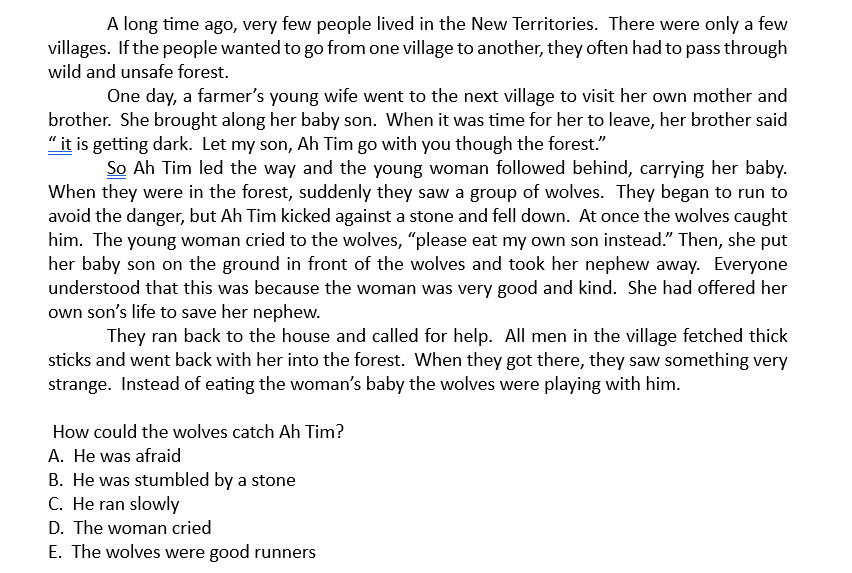 A long time ago, very few people lived in the New Territories. There were only a few
villages. If the people wanted to go from one village to another, they often had to pass through
wild and unsafe forest.
One day, a farmer’s young wife went to the next village to visit her own mother and
brother. She brought along her baby son. When it was time for her to leave, her brother said
“ it is getting dark. Let my son, Ah Tim go with you though the forest.”
So Ah Tim led the way and the young woman followed behind, carrying her baby.
When they were in the forest, suddenly they saw a group of wolves. They began to run to
avoid the danger, but Ah Tim kicked against a stone and fell down. At once the wolves caught
him. The young woman cried to the wolves, “please eat my own son instead.” Then, she put
her baby son on the ground in front of the wolves and took her nephew away. Everyone
understood that this was because the woman was very good and kind. She had offered her
own son’s life to save her nephew.
They ran back to the house and called for help. All men in the village fetched thick
sticks and went back with her into the forest. When they got there, they saw something very
strange. Instead of eating the woman’s baby the wolves were playing with him.
How could the wolves catch Ah Tim?
A. He was afraid
B. He was stumbled by a stone
C. He ran slowly
D. The woman cried
E. The wolves were good runners